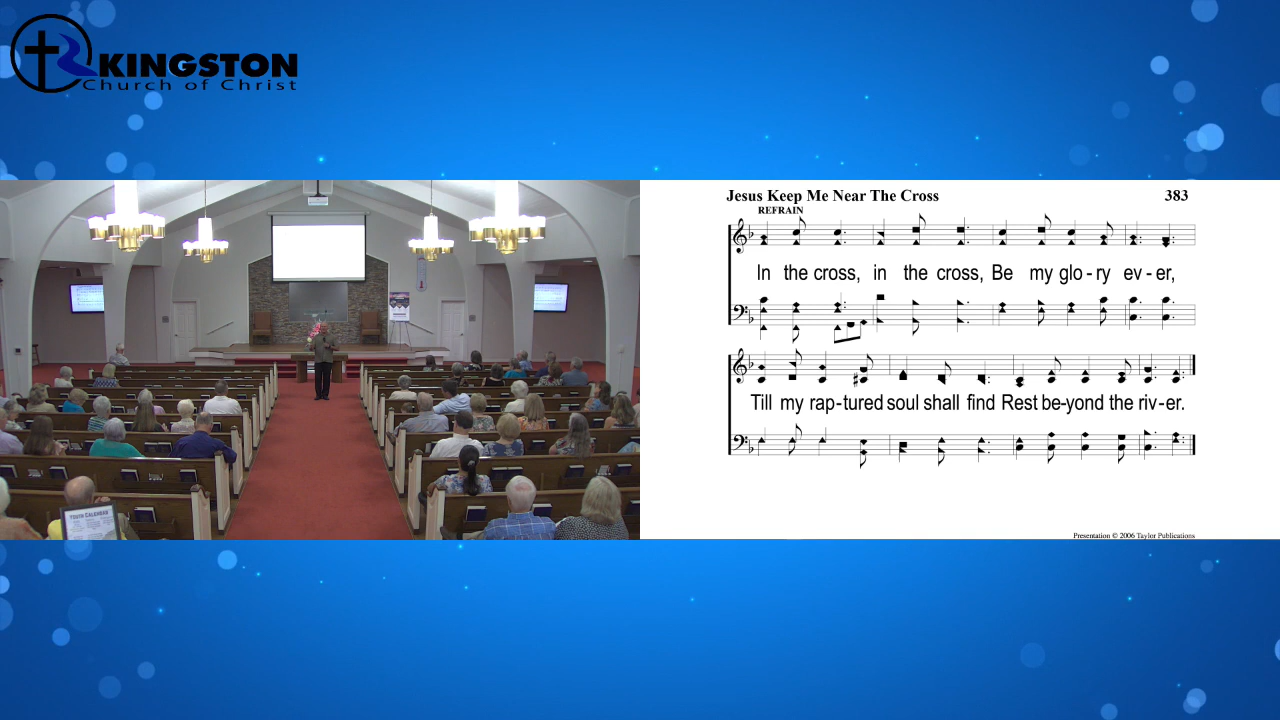 KINGSTON
Church of Christ
Jesus Keep Me Near The Cross 383
REFRAIN
In the cross, in the cross, Be my glo - ry ev - er,
Till my rap-tured soul shall find Rest be-yond the riv-er.
Presentation © 2006 Taylor Publications
YOUTH CALENDAR